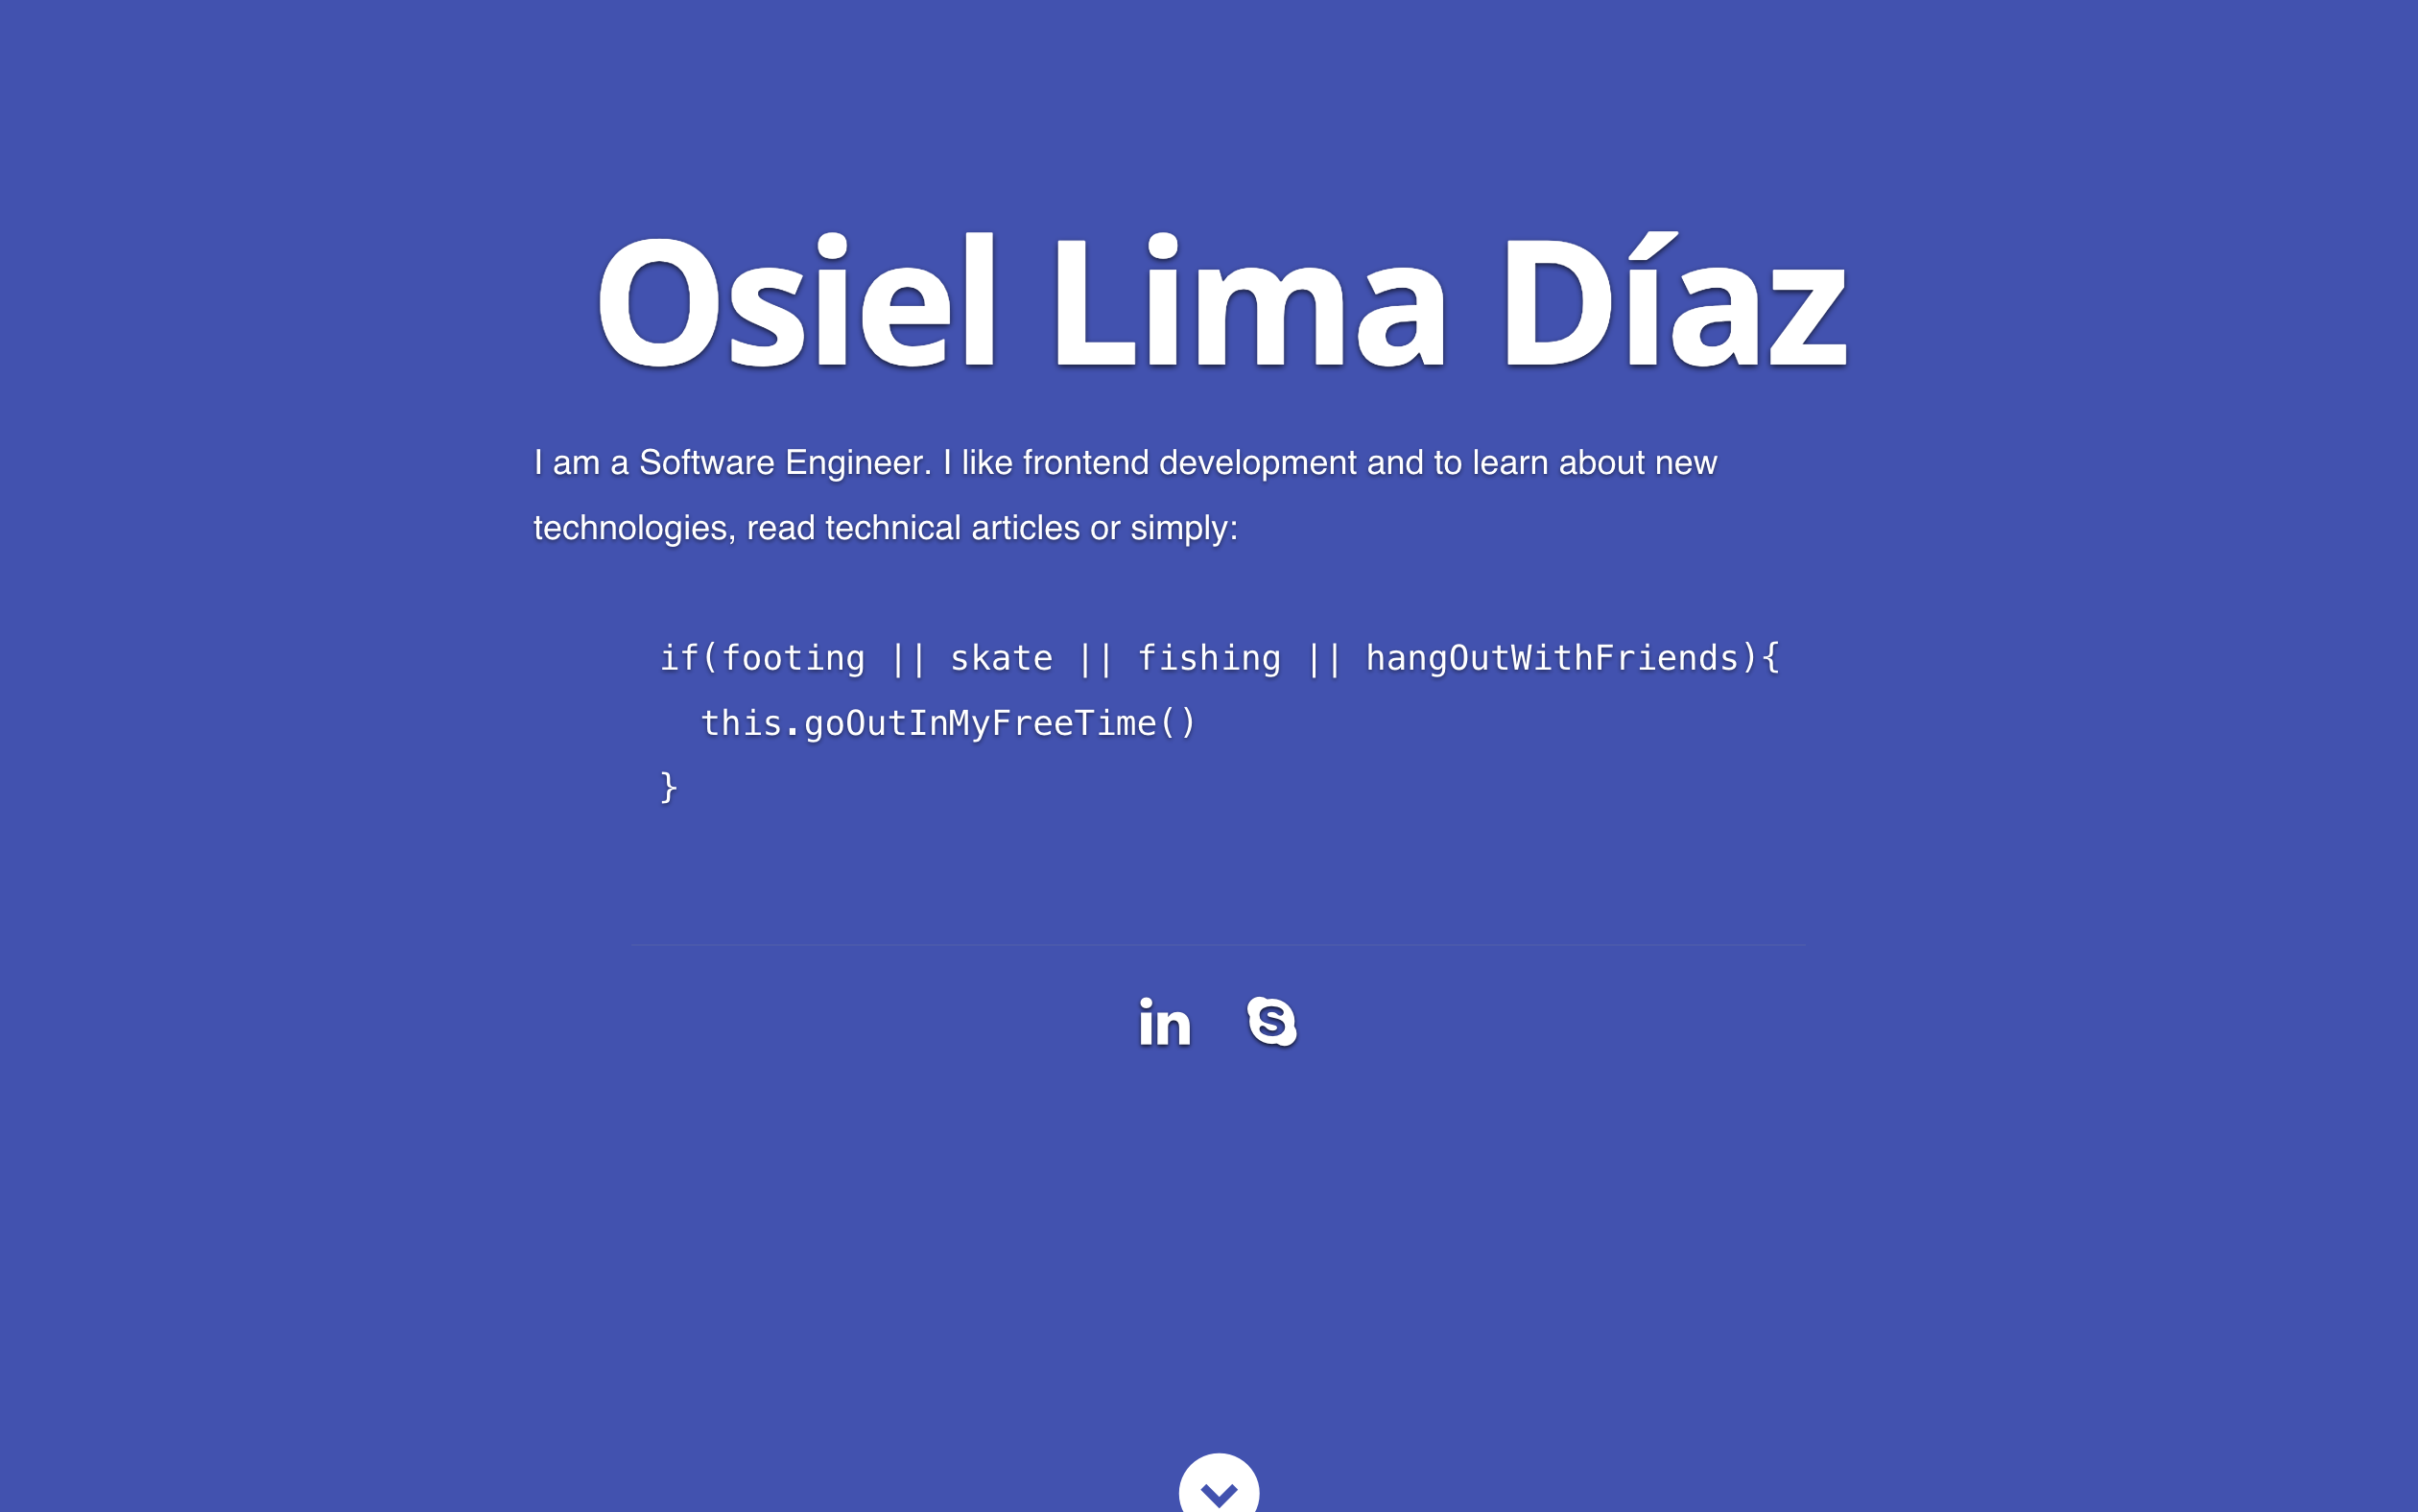 Osiel Lima Díaz
I am a Software Engineer. I like frontend development and to learn about new
technologies, read technical articles or simply:
if(footing || skate || fishing || hangOutWithFriends){
  this.goOutInMyFreeTime()
}
in